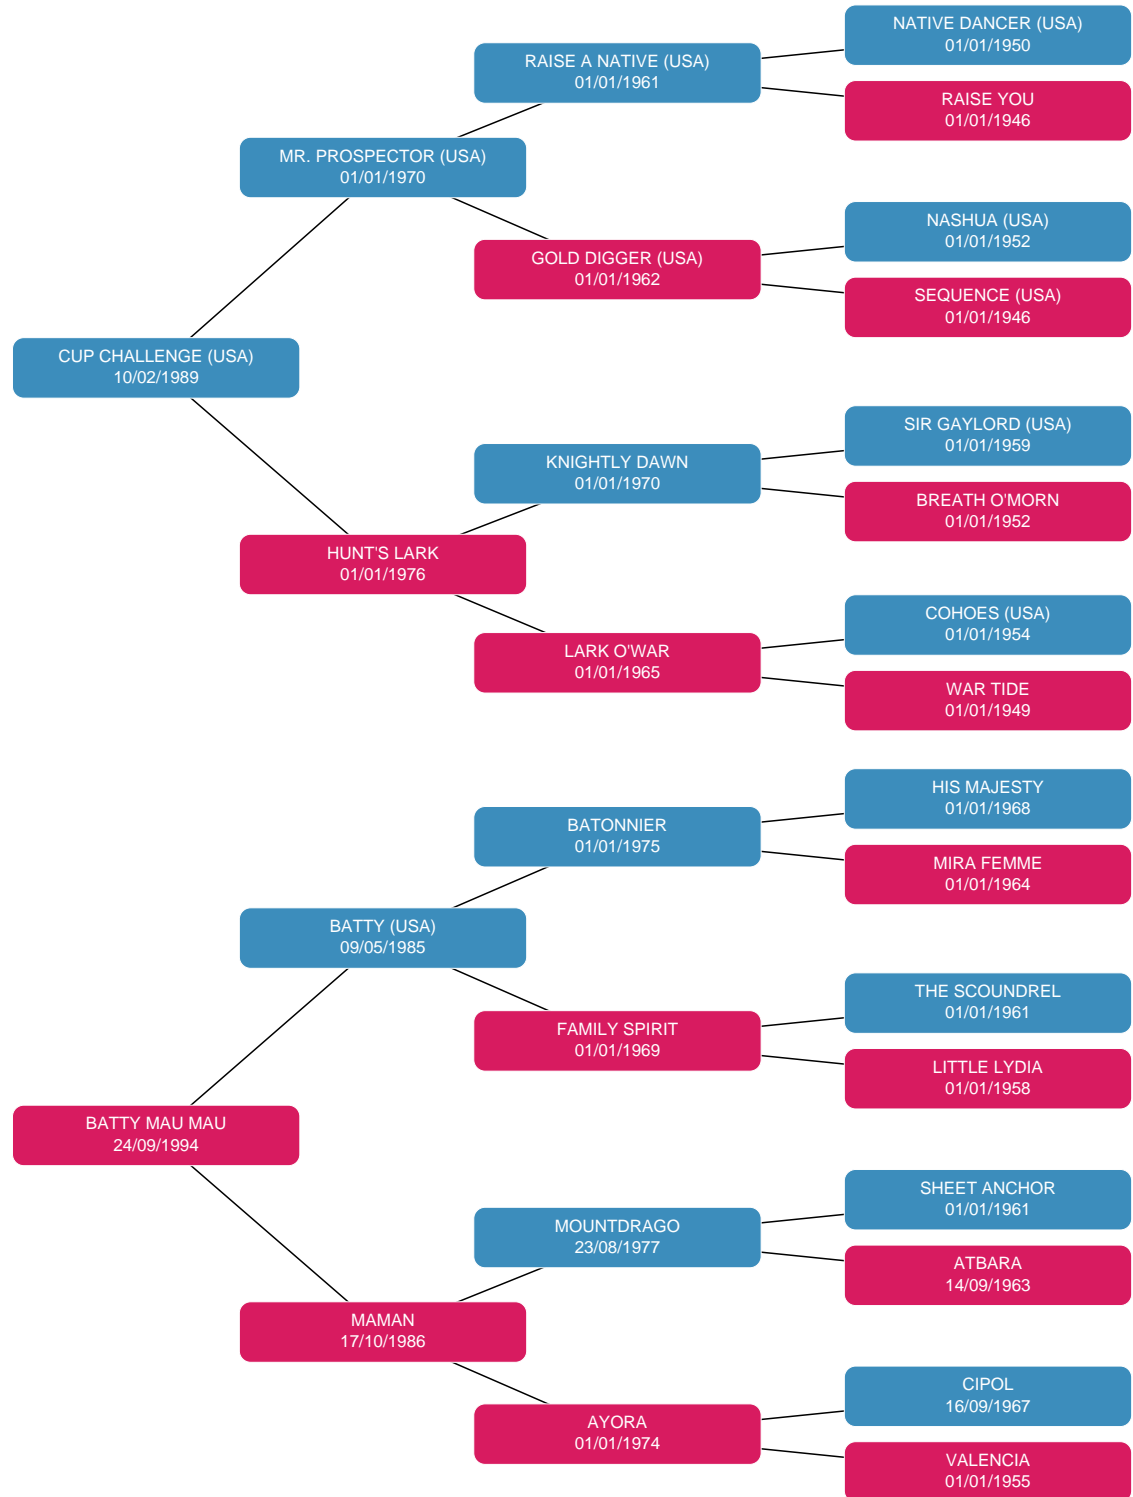 NATIVE DANCER (USA)
01/01/1950
RAISE A NATIVE (USA)
01/01/1961
RAISE YOU
01/01/1946
MR. PROSPECTOR (USA)
01/01/1970
NASHUA (USA)
01/01/1952
GOLD DIGGER (USA)
01/01/1962
SEQUENCE (USA)
01/01/1946
CUP CHALLENGE (USA)
10/02/1989
SIR GAYLORD (USA)
01/01/1959
KNIGHTLY DAWN
01/01/1970
BREATH O'MORN
01/01/1952
HUNT'S LARK
01/01/1976
COHOES (USA)
01/01/1954
LARK O'WAR
01/01/1965
WAR TIDE
01/01/1949
HIS MAJESTY
01/01/1968
BATONNIER
01/01/1975
MIRA FEMME
01/01/1964
BATTY (USA)
09/05/1985
THE SCOUNDREL
01/01/1961
FAMILY SPIRIT
01/01/1969
LITTLE LYDIA
01/01/1958
BATTY MAU MAU
24/09/1994
SHEET ANCHOR
01/01/1961
MOUNTDRAGO
23/08/1977
ATBARA
14/09/1963
MAMAN
17/10/1986
CIPOL
16/09/1967
AYORA
01/01/1974
VALENCIA
01/01/1955